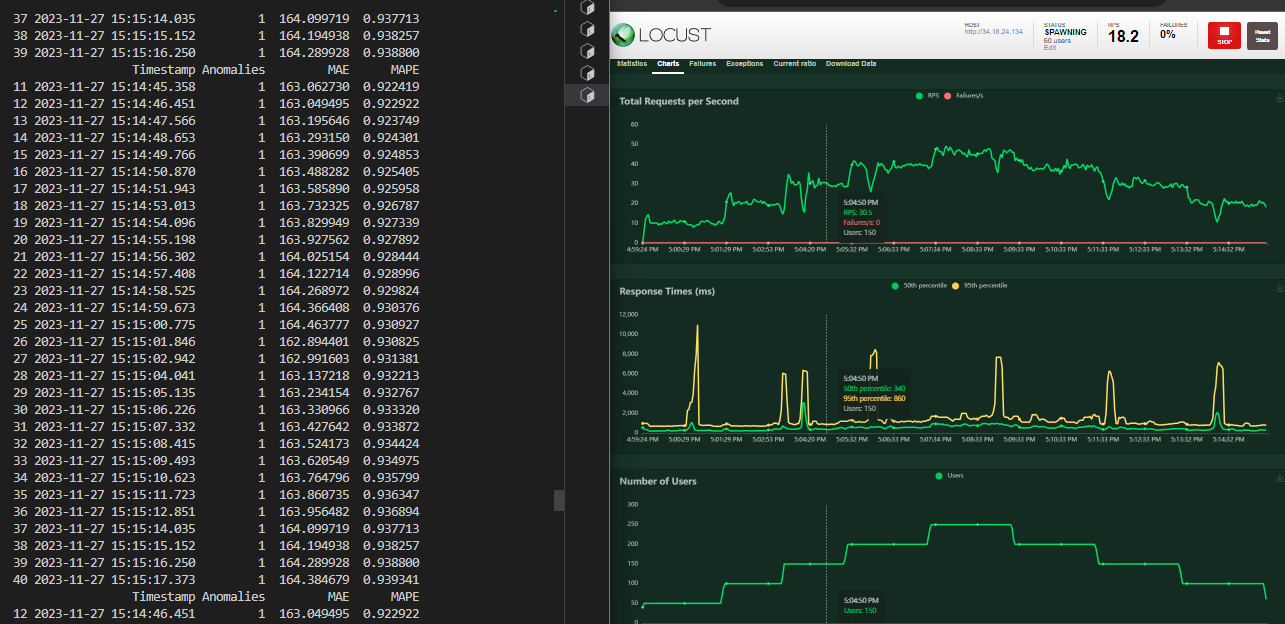 37 2023-11-27 15:15:14.035 1 164.099719 0.937713
38 2023-11-27 15:15:15.152 1 164.194938 0.938257
39 2023-11-27 15:15:16.250 1 164.289928 0.938800
Timestamp Anomalies MAE MAPE
11 2023-11-27 15:14:45.358 1 163.062730 0.922419
12 2023-11-27 15:14:46.451 1 163.049495 0.922922
13 2023-11-27 15:14:47.566 1 163.195646 0.923749
14 2023-11-27 15:14:48.653 1 163.293150 0.924301
15 2023-11-27 15:14:49.766 1 163.390699 0.924853
16 2023-11-27 15:14:50.870 1 163.488282 0.925405
17 2023-11-27 15:14:51.943 1 163.585890 0.925958
18 2023-11-27 15:14:53.013 1 163.732325 0.926787
19 2023-11-27 15:14:54.096 1 163.829949 0.927339
20 2023-11-27 15:14:55.198 1 163.927562 0.927892
21 2023-11-27 15:14:56.302 1 164.025154 0.928444
22 2023-11-27 15:14:57.408 1 164.122714 0.928996
23 2023-11-27 15:14:58.525 1 164.268972 0.929824
24 2023-11-27 15:14:59.673 1 164.366408 0.930376
25 2023-11-27 15:15:00.775 1 164.463777 0.930927
26 2023-11-27 15:15:01.846 1 162.894401 0.930825
27 2023-11-27 15:15:02.942 1 162.991603 0.931381
28 2023-11-27 15:15:04.041 1 163.137218 0.932213
29 2023-11-27 15:15:05.135 1 163.234154 0.932767
30 2023-11-27 15:15:06.226 1 163.330966 0.933320
31 2023-11-27 15:15:07.332 1 163.427642 0.933872
32 2023-11-27 15:15:08.415 1 163.524173 0.934424
33 2023-11-27 15:15:09.493 1 163.620549 0.934975
34 2023-11-27 15:15:10.623 1 163.764796 0.935799
35 2023-11-27 15:15:11.723 1 163.860735 0.936347
36 2023-11-27 15:15:12.851 1 163.956482 0.936894
37 2023-11-27 15:15:14.035 1 164.099719 0.937713
38 2023-11-27 15:15:15.152 1 164.194938 0.938257
39 2023-11-27 15:15:16.250 1 164.289928 0.938800
40 2023-11-27 15:15:17.373 1 164.384679 0.939341
Timestamp Anomalies MAE MAPE
12 2023-11-27 15:14:46.451 1 163.049495 0.922922
LOCUST
HOST
http://34.18.24.134
STATUS
SPAWNING
60 users
Edit
RPS
18.2
FAILURES
0%
STOP
Reset
Stats
Statistics Charts Failures Exceptions Current ratio Download Data
Total Requests per Second
RPS Failures/s
60
50
40
30
20
10
0
5:04:50 PM
RPS: 30.5
Failures/s: 0
Users: 150
4:59:24 PM 5:00:29 PM 5:01:29 PM 5:02:53 PM 5:04:20 PM 5:05:32 PM 5:06:33 PM 5:07:34 PM 5:08:33 PM 5:09:33 PM 5:10:33 PM 5:11:33 PM 5:12:33 PM 5:13:32 PM 5:14:32 PM
Response Times (ms)
50th percentile 95th percentile
12,000
10,000
8,000
6,000
4,000
2,000
0
5:04:50 PM
50th percentile: 340
95th percentile: 860
Users: 150
4:59:24 PM 5:00:29 PM 5:01:29 PM 5:02:53 PM 5:04:20 PM 5:05:32 PM 5:06:33 PM 5:07:34 PM 5:08:33 PM 5:09:33 PM 5:10:33 PM 5:11:33 PM 5:12:33 PM 5:13:32 PM 5:14:32 PM
Number of Users
Users
300
250
200
150
100
50
0
5:04:50 PM
Users: 150